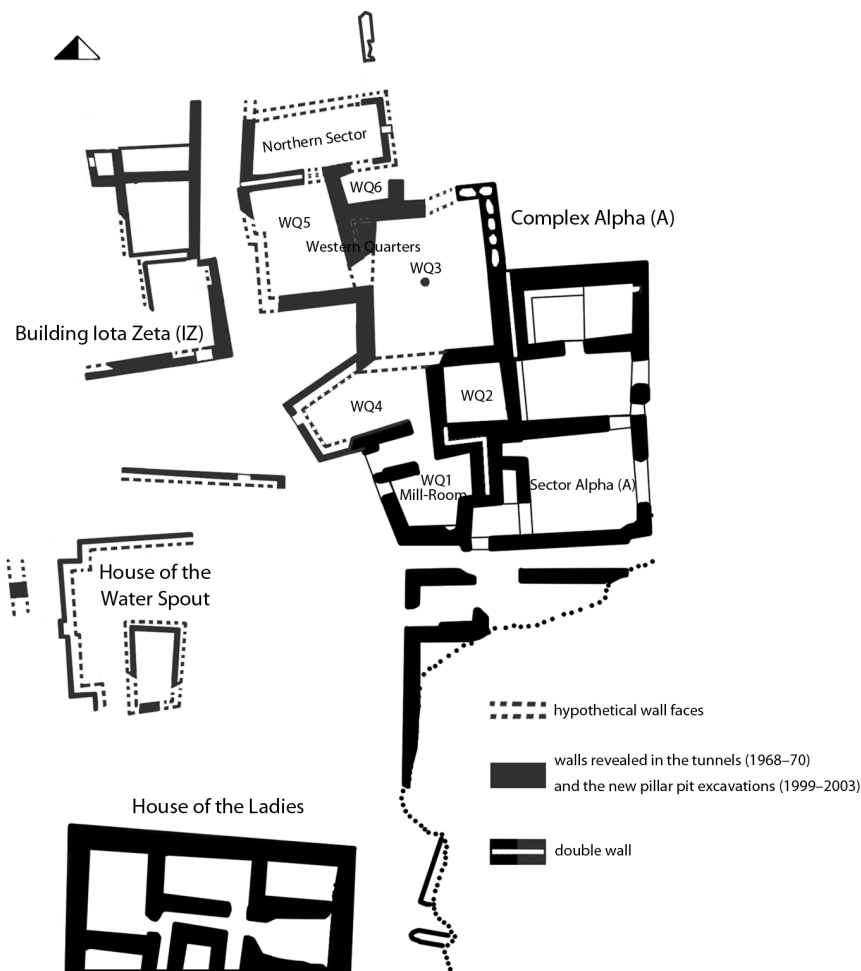 Northern Sector
WQ6
WQ5
Complex Alpha (A)
Western Quarters
WQ3
Building Iota Zeta (IZ)
WQ2
WQ4
WQ1
Mill-Room
Sector Alpha (A)
House of the
Water Spout
hypothetical wall faces
walls revealed in the tunnels (1968–70)
and the new pillar pit excavations (1999–2003)
House of the Ladies
double wall